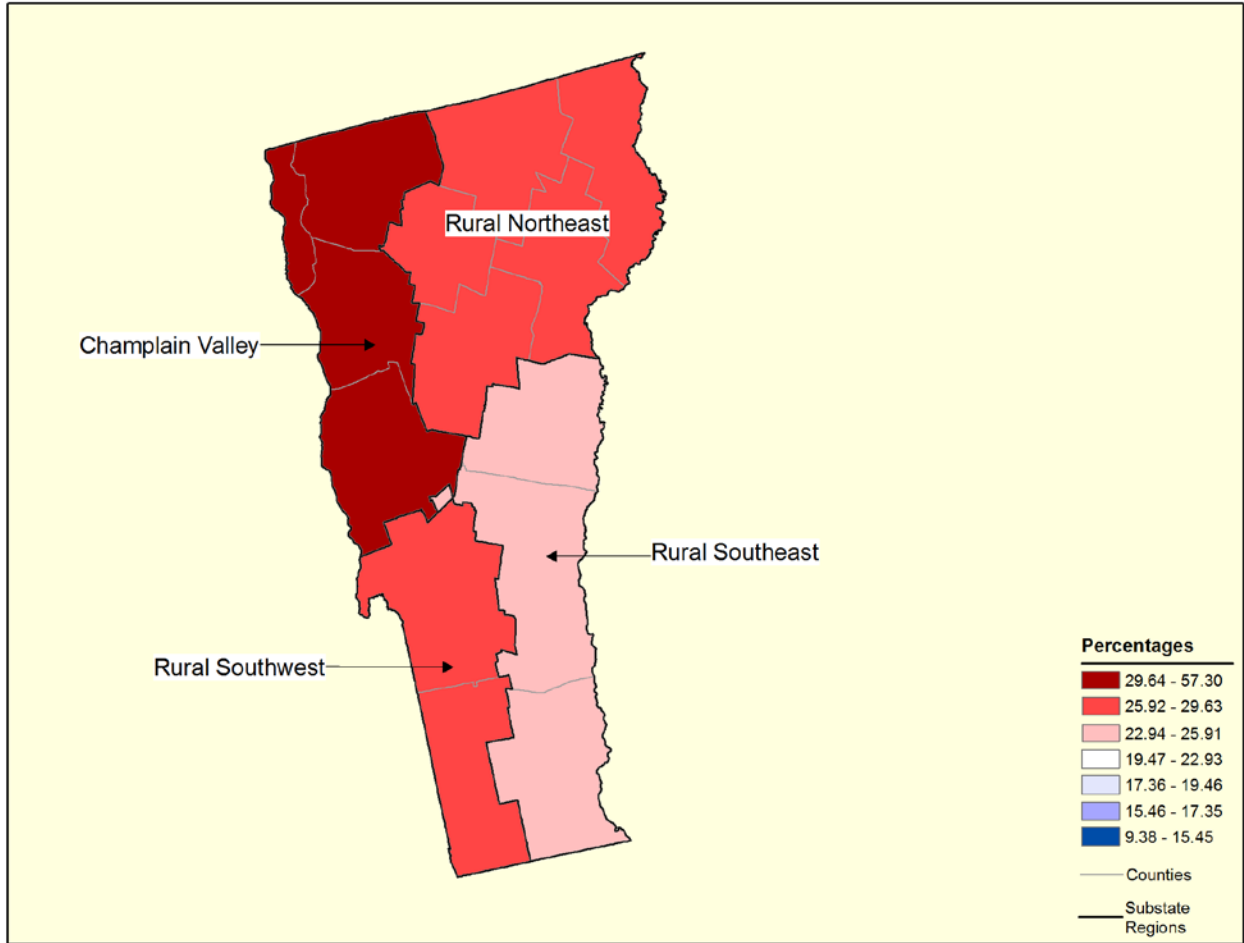 Rural Northeast
Champlain Valley
Rural Southeast
Rural Southwest
Percentages
29.64 - 57.30
25.92 - 29.63
22.94 - 25.91
19.47 - 22.93
17.36 - 19.46
15.46 - 17.35
9.38 - 15.45
Counties
Substate
Regions